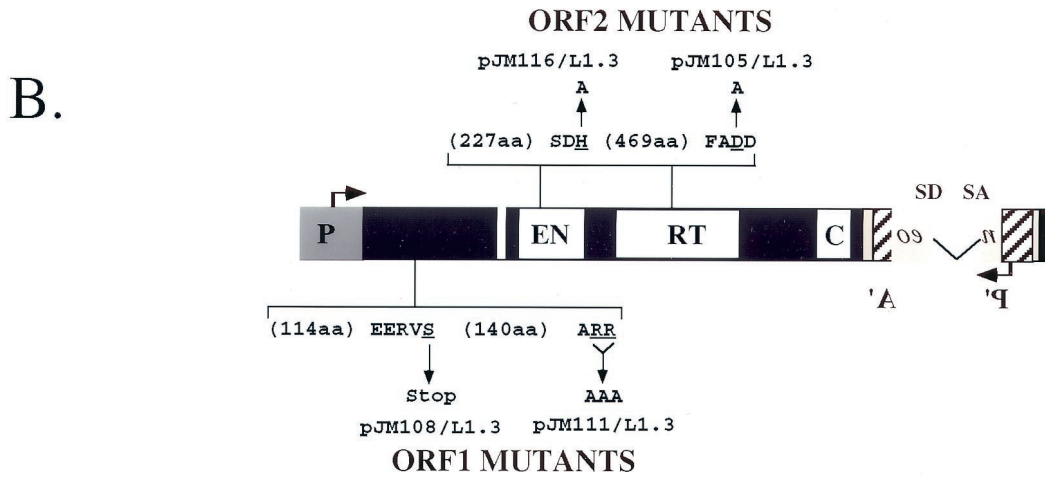 ORF2 MUTANTS
B.
pJM116/L1.3 pJM105/L1.3
A A
(227aa) SDH (469aa) FADD
SD SA
P EN RT C eo n
A' P'
(114aa) EERVS (140aa) ARR
Stop AAA
pJM108/L1.3 pJM111/L1.3
ORF1 MUTANTS